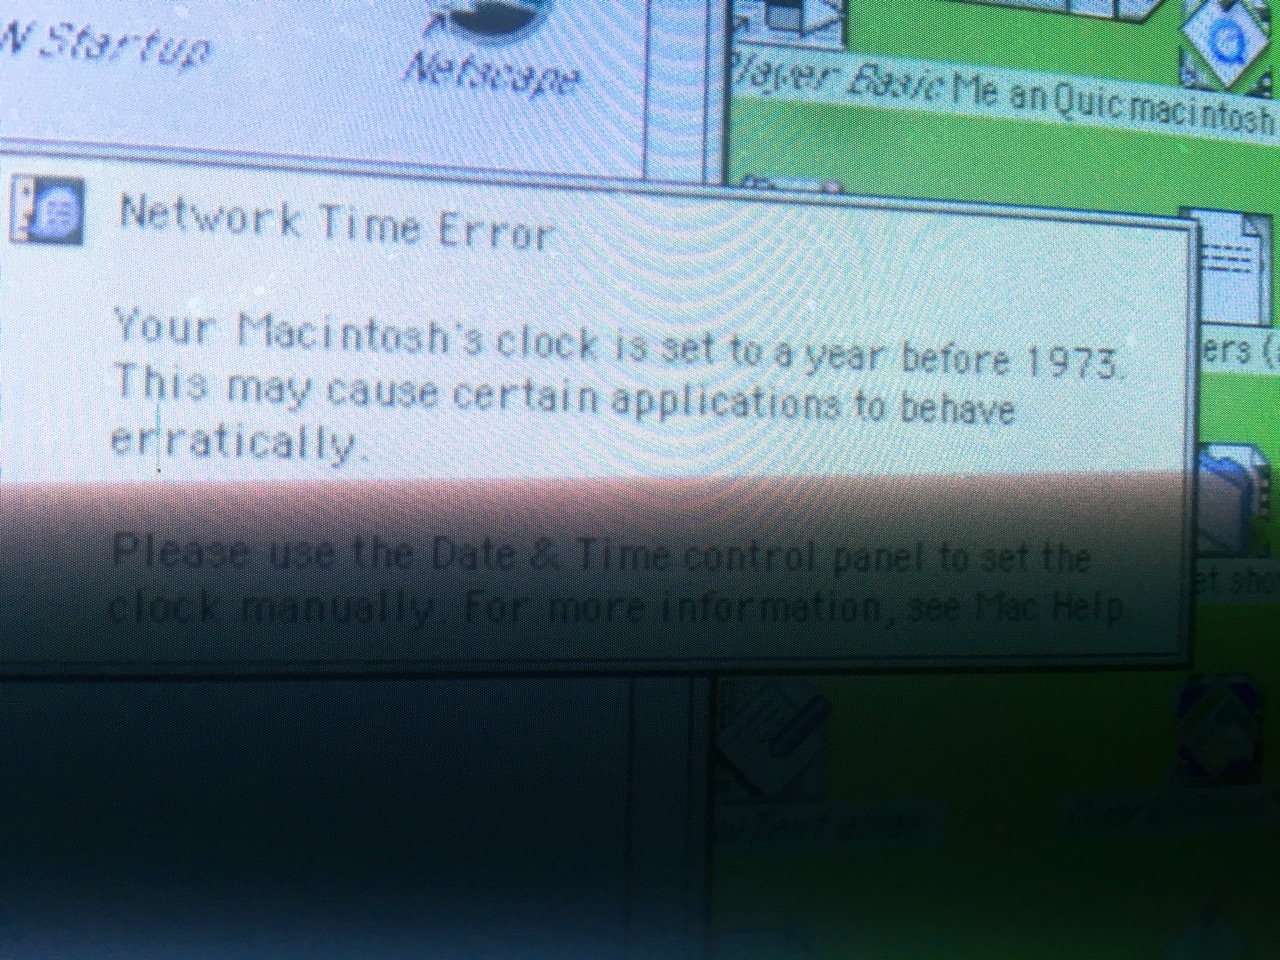 N Startup
Netscape
Player Basic Me an Quic macintosh
Network Time Error
Your Macintosh's clock is set to a year before 1973.
This may cause certain applications to behave
erratically.
Please use the Date & Time control panel to set the
clock manually. For more information, see Mac Help.
ers (
et sho